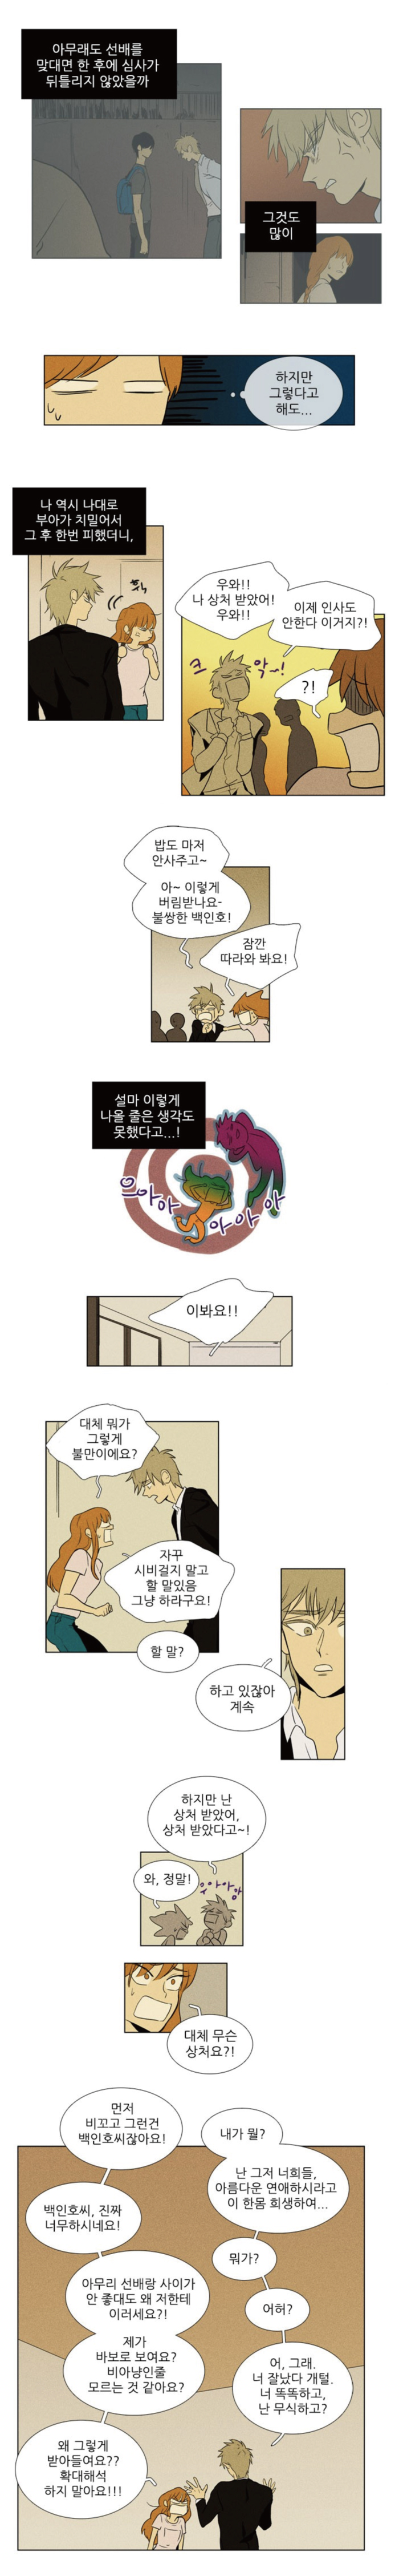 아무래도 선배를
맞대면 한 후에 심사가
뒤틀리지 않았을까
그것도
많이
하지만
그렇다고
해도...
나 역시 나대로
부아가 치밀어서
그 후 한번 피했더니,
우와!!
나 상처 받았어!
우와!!
이제 인사도
안한다 이거지?!
크 악~!
?!
밥도 마저
안사주고~
아~ 이렇게
버림받나요-
불쌍한 백인호!
잠깐
따라와 봐요!
설마 이렇게
나올 줄은 생각도
못했다고...!
으아아 아아앙
이봐요!!
대체 뭐가
그렇게
불만이에요?
자꾸
시비걸지 말고
할 말있음
그냥 하라구요!
할 말?
하고 있잖아
계속
하지만 난
상처 받았어,
상처 받았다고~!
와, 정말!
우아아앙
대체 무슨
상처요?!
먼저
비꼬고 그런건
백인호씨잖아요!
내가 뭘?
난 그저 너희들,
아름다운 연애하시라고
이 한몸 희생하여...
백인호씨, 진짜
너무하시네요!
뭐가?
아무리 선배랑 사이가
안 좋대도 왜 저한테
이러세요?!
어허?
제가
바보로 보여요?
비아냥인줄
모르는 것 같아요?
어, 그래.
너 잘났다 개털.
너 똑똑하고,
난 무식하고?
왜 그렇게
받아들여요??
확대해석
하지 말아요!!!